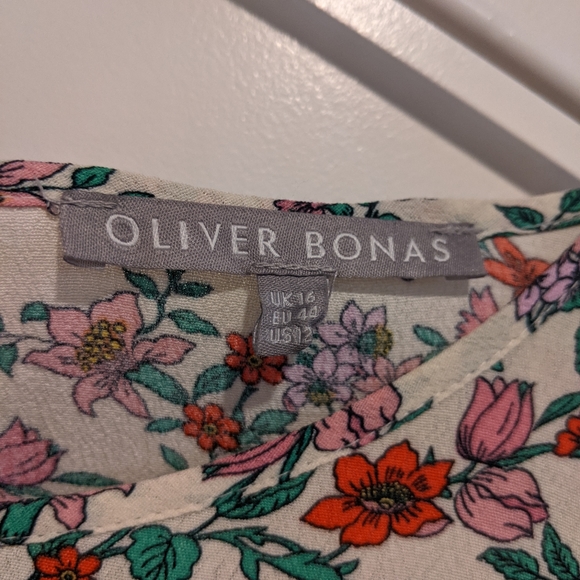 OLIVER BONAS
UK 16
EU 44
US 12